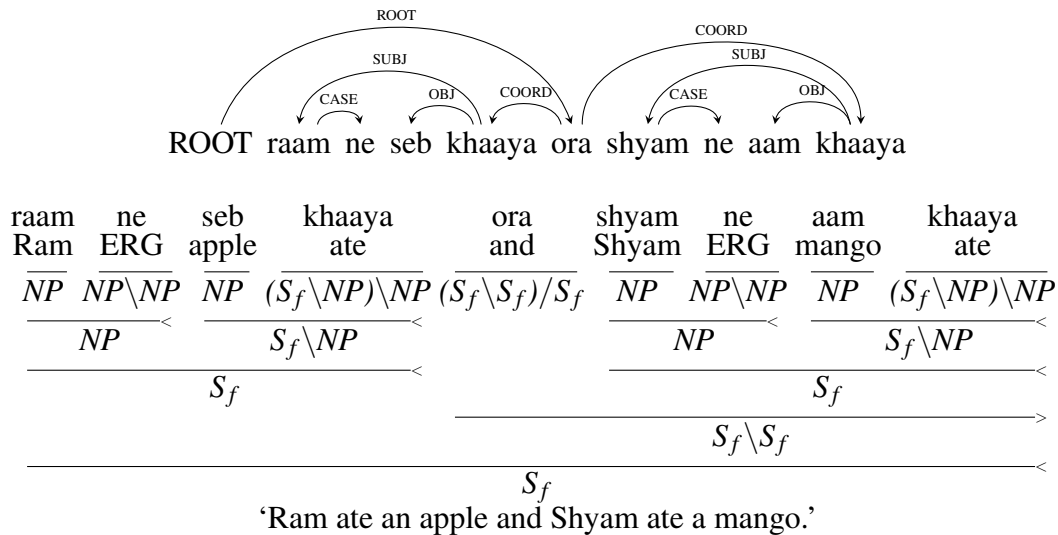 ROOT
COORD
SUBJ
SUBJ
CASE
OBJ
COORD
CASE
OBJ
ROOT raam ne seb khaaya ora shyam ne aam khaaya
raam ne seb khaaya ora shyam ne aam khaaya
Ram ERG apple ate and Shyam ERG mango ate
NP NP\NP NP (S_f\NP)\NP (S_f\S_f)/S_f NP NP\NP NP (S_f\NP)\NP
< < < <
NP S_f\NP NP S_f\NP
< <
S_f S_f
>
S_f\S_f
<
S_f
‘Ram ate an apple and Shyam ate a mango.’